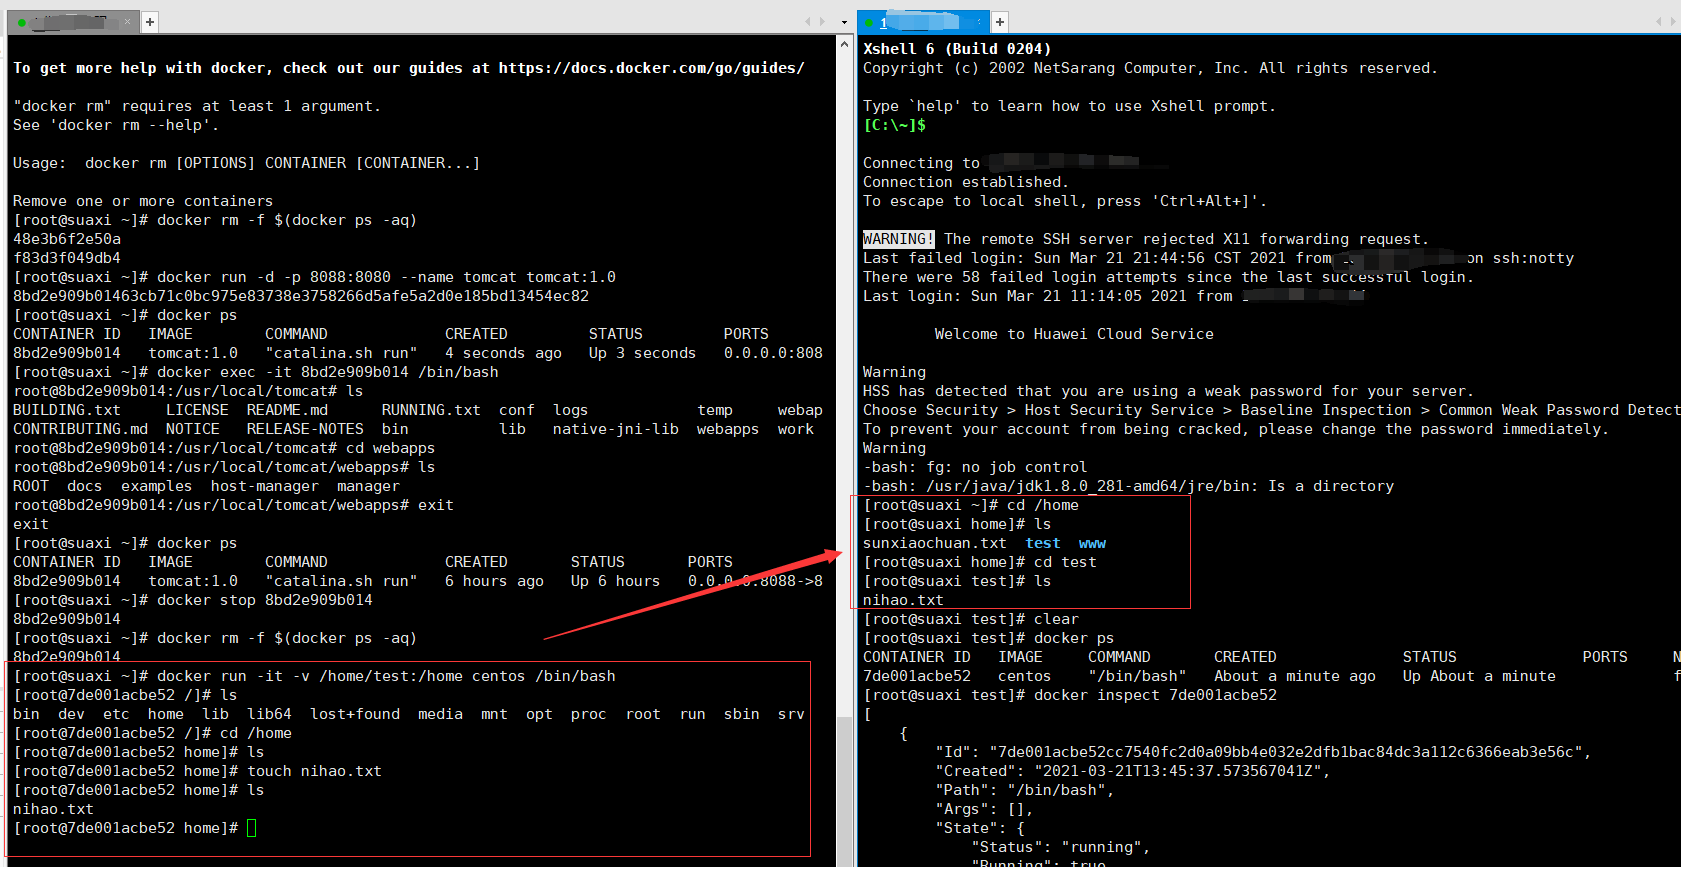 To get more help with docker, check out our guides at https://docs.docker.com/go/guides/
"docker rm" requires at least 1 argument.
See 'docker rm --help'.
Usage:  docker rm [OPTIONS] CONTAINER [CONTAINER...]
Remove one or more containers
[root@suaxi ~]# docker rm -f $(docker ps -aq)
48e3b6f2e50a
f83d3f049db4
[root@suaxi ~]# docker run -d -p 8088:8080 --name tomcat tomcat:1.0
8bd2e909b01463cb71c0bc975e83738e3758266d5afe5a2d0e185bd13454ec82
[root@suaxi ~]# docker ps
CONTAINER ID   IMAGE        COMMAND             CREATED         STATUS         PORTS
8bd2e909b014   tomcat:1.0   "catalina.sh run"   4 seconds ago   Up 3 seconds   0.0.0.0:808
[root@suaxi ~]# docker exec -it 8bd2e909b014 /bin/bash
root@8bd2e909b014:/usr/local/tomcat# ls
BUILDING.txt     LICENSE  README.md      RUNNING.txt  conf  logs            temp     webap
CONTRIBUTING.md  NOTICE   RELEASE-NOTES  bin          lib   native-jni-lib  webapps  work
root@8bd2e909b014:/usr/local/tomcat# cd webapps
root@8bd2e909b014:/usr/local/tomcat/webapps# ls
ROOT  docs  examples  host-manager  manager
root@8bd2e909b014:/usr/local/tomcat/webapps# exit
exit
[root@suaxi ~]# docker ps
CONTAINER ID   IMAGE        COMMAND             CREATED       STATUS       PORTS
8bd2e909b014   tomcat:1.0   "catalina.sh run"   6 hours ago   Up 6 hours   0.0.0.0:8088->8
[root@suaxi ~]# docker stop 8bd2e909b014
8bd2e909b014
[root@suaxi ~]# docker rm -f $(docker ps -aq)
8bd2e909b014
[root@suaxi ~]# docker run -it -v /home/test:/home centos /bin/bash
[root@7de001acbe52 /]# ls
bin  dev  etc  home  lib  lib64  lost+found  media  mnt  opt  proc  root  run  sbin  srv
[root@7de001acbe52 /]# cd /home
[root@7de001acbe52 home]# ls
[root@7de001acbe52 home]# touch nihao.txt
[root@7de001acbe52 home]# ls
nihao.txt
[root@7de001acbe52 home]#
1
Xshell 6 (Build 0204)
Copyright (c) 2002 NetSarang Computer, Inc. All rights reserved.
Type `help' to learn how to use Xshell prompt.
[C:\~]$
Connecting to
Connection established.
To escape to local shell, press 'Ctrl+Alt+]'.
WARNING! The remote SSH server rejected X11 forwarding request.
Last failed login: Sun Mar 21 21:44:56 CST 2021 from on ssh:notty
There were 58 failed login attempts since the last successful login.
Last login: Sun Mar 21 11:14:05 2021 from
Welcome to Huawei Cloud Service
Warning
HSS has detected that you are using a weak password for your server.
Choose Security > Host Security Service > Baseline Inspection > Common Weak Password Detect
To prevent your account from being cracked, please change the password immediately.
Warning
-bash: fg: no job control
-bash: /usr/java/jdk1.8.0_281-amd64/jre/bin: Is a directory
[root@suaxi ~]# cd /home
[root@suaxi home]# ls
sunxiaochuan.txt  test  www
[root@suaxi home]# cd test
[root@suaxi test]# ls
nihao.txt
[root@suaxi test]# clear
[root@suaxi test]# docker ps
CONTAINER ID   IMAGE     COMMAND       CREATED              STATUS              PORTS     N
7de001acbe52   centos    "/bin/bash"   About a minute ago   Up About a minute             f
[root@suaxi test]# docker inspect 7de001acbe52
[
{
"Id": "7de001acbe52cc7540fc2d0a09bb4e032e2dfb1bac84dc3a112c6366eab3e56c",
"Created": "2021-03-21T13:45:37.573567041Z",
"Path": "/bin/bash",
"Args": [],
"State": {
"Status": "running",
"Running": true,